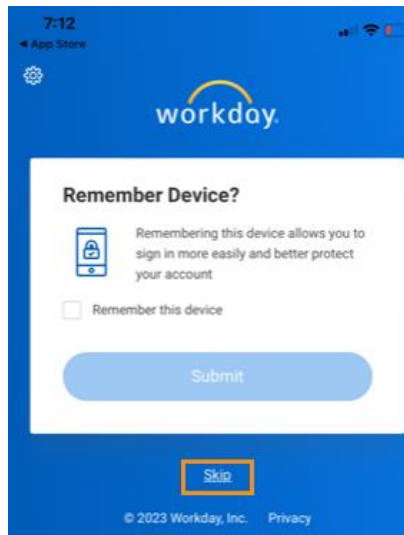 7:12
◀ App Store
workday.
Remember Device?
Remembering this device allows you to
sign in more easily and better protect
your account
Remember this device
Submit
Skip
© 2023 Workday, Inc. Privacy